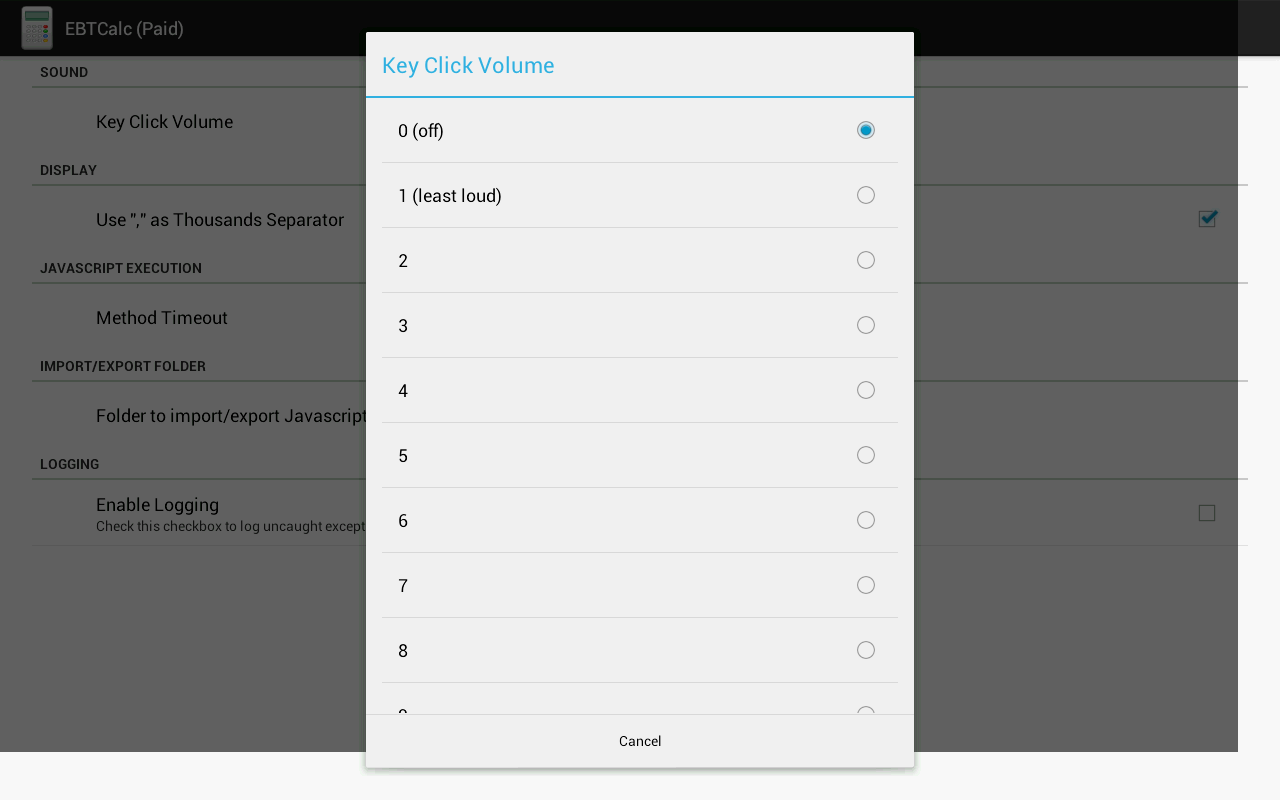 EBTCalc (Paid)
SOUND
Key Click Volume
DISPLAY
Use "," as Thousands Separator
JAVASCRIPT EXECUTION
Method Timeout
IMPORT/EXPORT FOLDER
Folder to import/export Javascript
LOGGING
Enable Logging
Check this checkbox to log uncaught except
Key Click Volume
0 (off)
1 (least loud)
2
3
4
5
6
7
8
Cancel